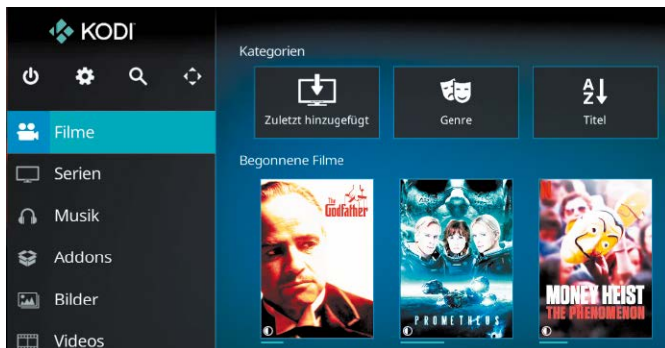 KODI
Filme
Serien
Musik
Addons
Bilder
Videos
Kategorien
Zuletzt hinzugefügt
Genre
Titel
Begonnene Filme
The
Godfather
PROMETHEUS
N
MONEY HEIST
THE PHENOMENON